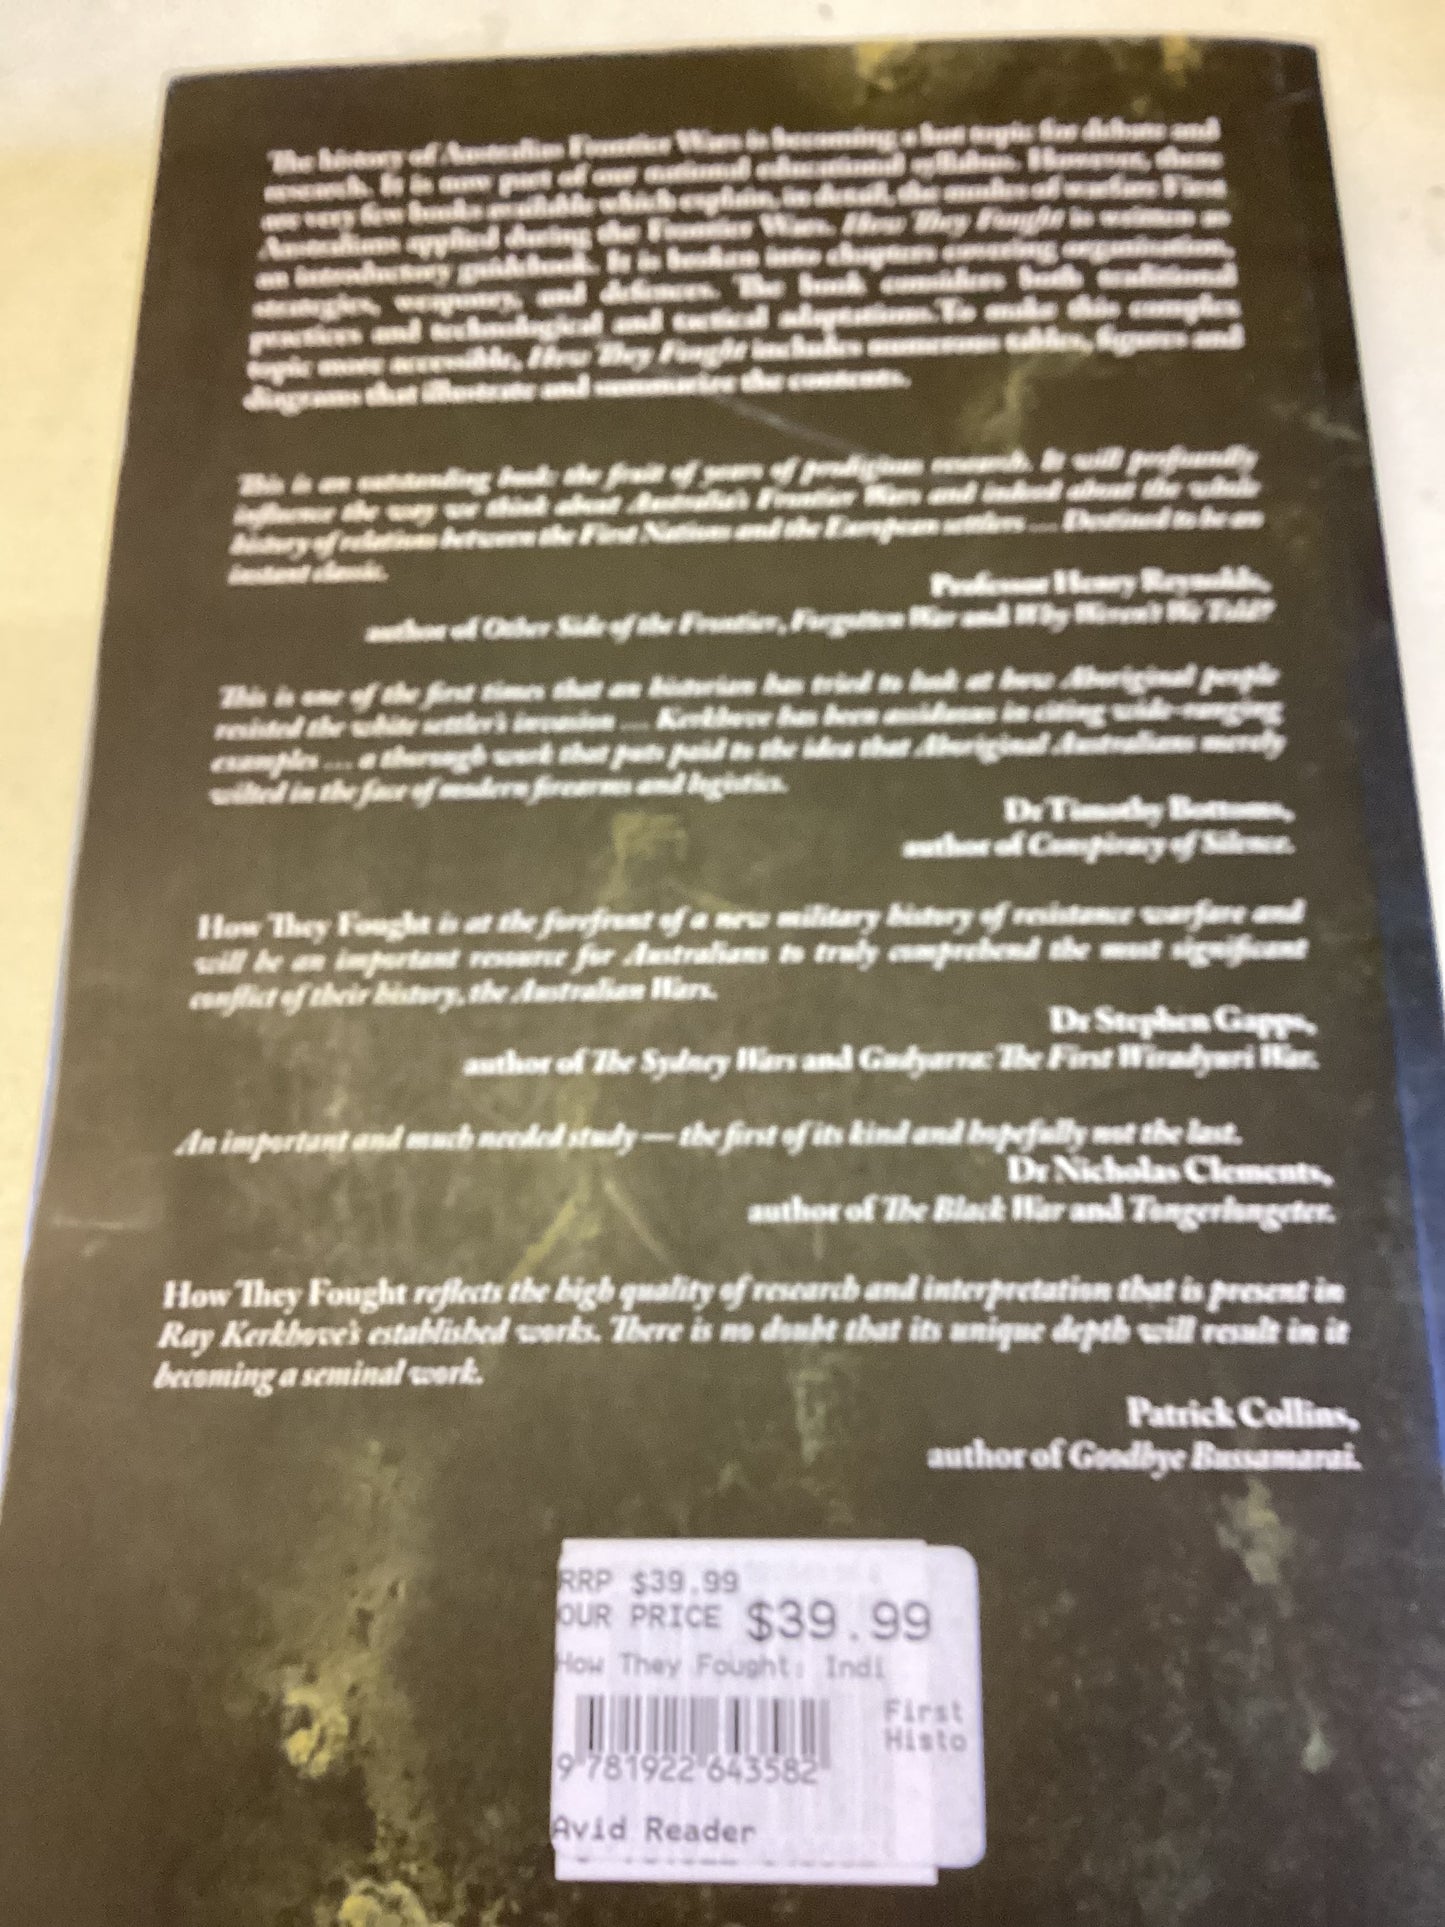 The history of Australian Frontier Wars is becoming a hot topic for debate and
research. It is now part of our national educational syllabus. However, there
are very few books available which explain, in detail, the modes of warfare First
Australians applied during the Frontier Wars. How They Fought is written as
an introductory guidebook. It is broken into chapters covering organisation,
strategies, weaponry, and defences. The book considers both traditional
practices and technological and tactical adaptations.To make this complex
topic more accessible, How They Fought includes numerous tables, figures and
diagrams that illustrate and summarize the contents.
This is an outstanding book: the fruit of years of prodigious research. It will profoundly
influence the way we think about Australia's Frontier Wars and indeed about the whole
history of relations between the First Nations and the European settlers ... Destined to be an
instant classic.
Professor Henry Reynolds,
author of Other Side of the Frontier, Forgotten War and Why Weren't We Told?
This is one of the first times that an historian has tried to look at how Aboriginal people
resisted the white settler's invasion ... Kerkhove has been assiduous in citing wide-ranging
examples ... a thorough work that puts paid to the idea that Aboriginal Australians merely
wilted in the face of modern firearms and logistics.
Dr Timothy Bottoms,
author of Conspiracy of Silence.
How They Fought is at the forefront of a new military history of resistance warfare and
will be an important resource for Australians to truly comprehend the most significant
conflict of their history, the Australian Wars.
Dr Stephen Gapps,
author of The Sydney Wars and Gudyarra: The First Wiradyuri War.
An important and much needed study — the first of its kind and hopefully not the last.
Dr Nicholas Clements,
author of The Black War and Tongerlongeter.
How They Fought reflects the high quality of research and interpretation that is present in
Ray Kerkhove's established works. There is no doubt that its unique depth will result in it
becoming a seminal work.
Patrick Collins,
author of Goodbye Bussamarai.
RRP $39.99
OUR PRICE $39.99
How They Fought: Indi
First
Histo
9 781922 643582
Avid Reader